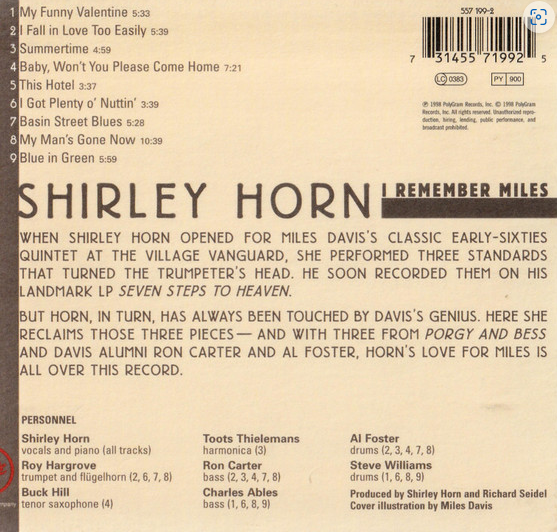 1 My Funny Valentine 5:33
2 I Fall in Love Too Easily 5:39
3 Summertime 4:59
4 Baby, Won't You Please Come Home 7:21
5 This Hotel 3:37
6 I Got Plenty o' Nuttin' 3:39
7 Basin Street Blues 5:28
8 My Man's Gone Now 10:39
9 Blue in Green 5:59
557 199-2
7 31455 71992 5
LC 0383
PY 900
℗ 1998 PolyGram Records, Inc. © 1998 PolyGram
Records, Inc. All rights reserved. Unauthorized repro-
duction, hiring, lending, public performance, and
broadcast prohibited.
SHIRLEY HORN
I REMEMBER MILES
WHEN SHIRLEY HORN OPENED FOR MILES DAVIS'S CLASSIC EARLY-SIXTIES
QUINTET AT THE VILLAGE VANGUARD, SHE PERFORMED THREE STANDARDS
THAT TURNED THE TRUMPETER'S HEAD. HE SOON RECORDED THEM ON HIS
LANDMARK LP SEVEN STEPS TO HEAVEN.
BUT HORN, IN TURN, HAS ALWAYS BEEN TOUCHED BY DAVIS'S GENIUS. HERE SHE
RECLAIMS THOSE THREE PIECES — AND WITH THREE FROM PORGY AND BESS
AND DAVIS ALUMNI RON CARTER AND AL FOSTER, HORN'S LOVE FOR MILES IS
ALL OVER THIS RECORD.
PERSONNEL
Shirley Horn
vocals and piano (all tracks)
Roy Hargrove
trumpet and flügelhorn (2, 6, 7, 8)
Buck Hill
tenor saxophone (4)
Toots Thielemans
harmonica (3)
Ron Carter
bass (2, 3, 4, 7, 8)
Charles Ables
bass (1, 6, 8, 9)
Al Foster
drums (2, 3, 4, 7, 8)
Steve Williams
drums (1, 6, 8, 9)
Produced by Shirley Horn and Richard Seidel
Cover illustration by Miles Davis